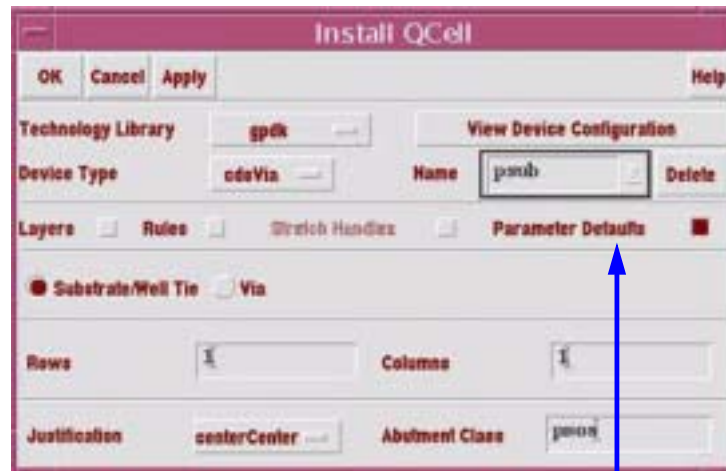 Install QCell
OK Cancel Apply Help
Technology Library gpdk View Device Configuration
Device Type cdsVia Name psub Delete
Layers Rules Stretch Handles Parameter Defaults
Substrate/Well Tie Via
Rows 1 Columns 1
Justification centerCenter Abutment Class pmos